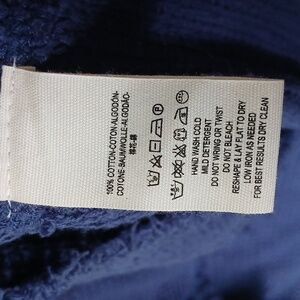 100% COTTON-COTON-ALGODÓN-
COTONE-BAUMWOLLE-ALGODÃO-
HAND WASH COLD
MILD DETERGENT
DO NOT WRING OR TWIST
DO NOT BLEACH
RESHAPE & LAY FLAT TO DRY
LOW IRON AS NEEDED
FOR BEST RESULTS DRY CLEAN